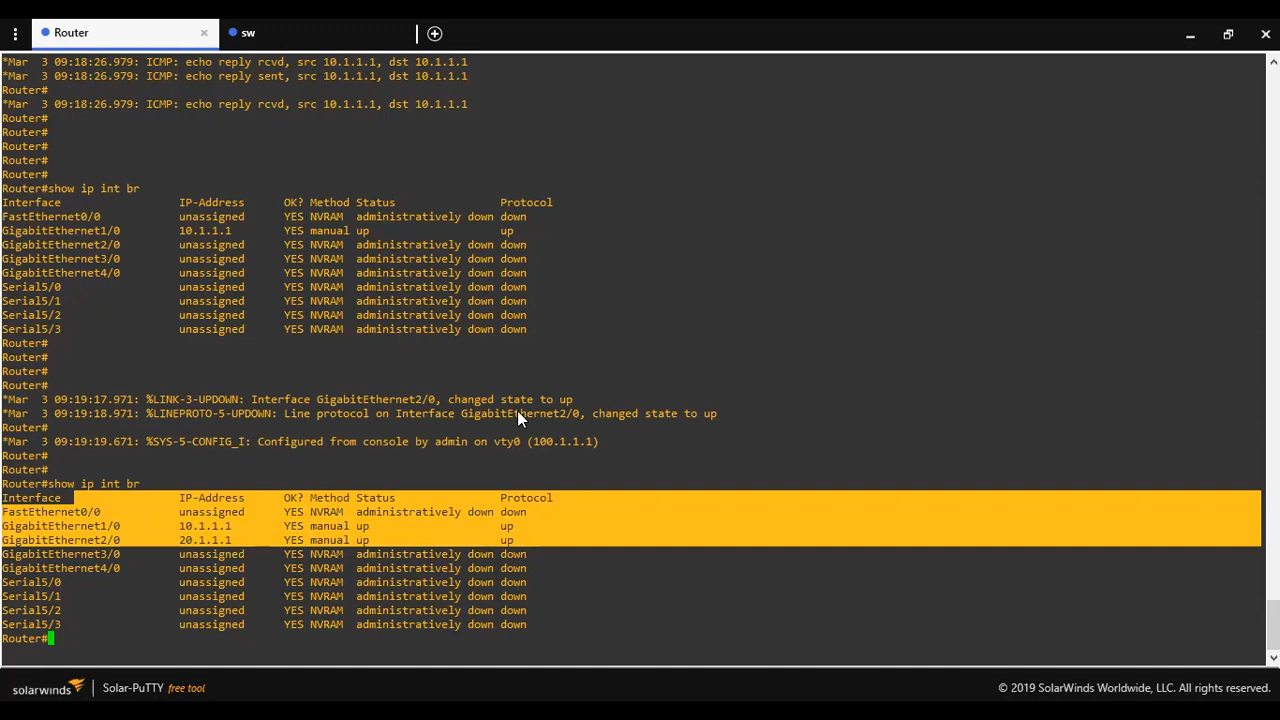 Router
sw
*Mar  3 09:18:26.979: ICMP: echo reply rcvd, src 10.1.1.1, dst 10.1.1.1
*Mar  3 09:18:26.979: ICMP: echo reply sent, src 10.1.1.1, dst 10.1.1.1
Router#
*Mar  3 09:18:26.979: ICMP: echo reply rcvd, src 10.1.1.1, dst 10.1.1.1
Router#
Router#
Router#
Router#
Router#
Router#show ip int br
Interface                  IP-Address      OK? Method Status                Protocol
FastEthernet0/0            unassigned      YES NVRAM  administratively down down
GigabitEthernet1/0         10.1.1.1        YES manual up                    up
GigabitEthernet2/0         unassigned      YES NVRAM  administratively down down
GigabitEthernet3/0         unassigned      YES NVRAM  administratively down down
GigabitEthernet4/0         unassigned      YES NVRAM  administratively down down
Serial5/0                  unassigned      YES NVRAM  administratively down down
Serial5/1                  unassigned      YES NVRAM  administratively down down
Serial5/2                  unassigned      YES NVRAM  administratively down down
Serial5/3                  unassigned      YES NVRAM  administratively down down
Router#
Router#
Router#
Router#
*Mar  3 09:19:17.971: %LINK-3-UPDOWN: Interface GigabitEthernet2/0, changed state to up
*Mar  3 09:19:18.971: %LINEPROTO-5-UPDOWN: Line protocol on Interface GigabitEthernet2/0, changed state to up
Router#
*Mar  3 09:19:19.671: %SYS-5-CONFIG_I: Configured from console by admin on vty0 (100.1.1.1)
Router#
Router#
Router#show ip int br
Interface                  IP-Address      OK? Method Status                Protocol
FastEthernet0/0            unassigned      YES NVRAM  administratively down down
GigabitEthernet1/0         10.1.1.1        YES manual up                    up
GigabitEthernet2/0         20.1.1.1        YES manual up                    up
GigabitEthernet3/0         unassigned      YES NVRAM  administratively down down
GigabitEthernet4/0         unassigned      YES NVRAM  administratively down down
Serial5/0                  unassigned      YES NVRAM  administratively down down
Serial5/1                  unassigned      YES NVRAM  administratively down down
Serial5/2                  unassigned      YES NVRAM  administratively down down
Serial5/3                  unassigned      YES NVRAM  administratively down down
Router#
solarwinds Solar-PuTTY free tool © 2019 SolarWinds Worldwide, LLC. All rights reserved.